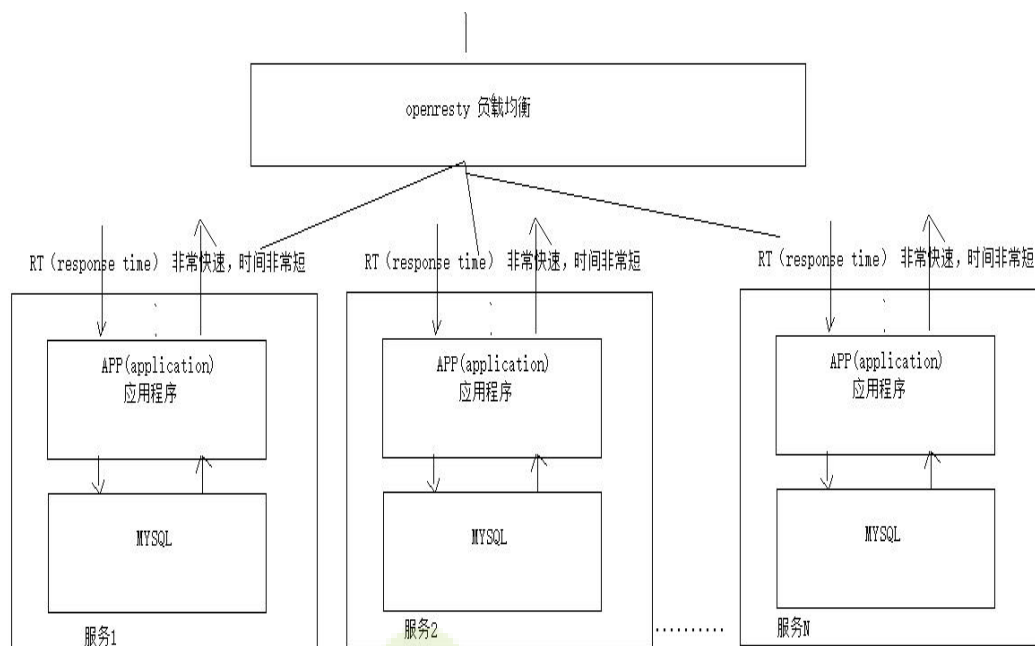 openresty 负载均衡
RT（response time） 非常快速，时间非常短
RT（response time） 非常快速，时间非常短
RT（response time） 非常快速，时间非常短
APP(application)
应用程序
APP(application)
应用程序
APP(application)
应用程序
MYSQL
MYSQL
MYSQL
服务1
服务2
.........
服务N